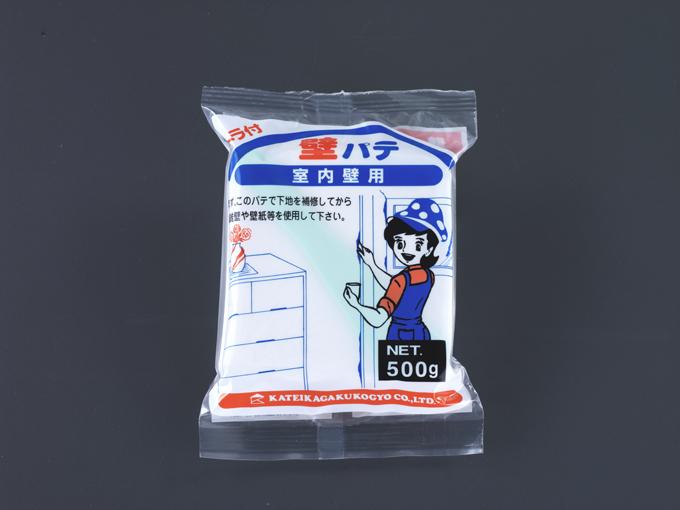 ラ付
壁パテ
室内壁用
す、このパテで下地を補修してから
壁や壁紙等を使用して下さい。
NET.
500g
KATEIKAGAKUKOGYO CO.,LTD.